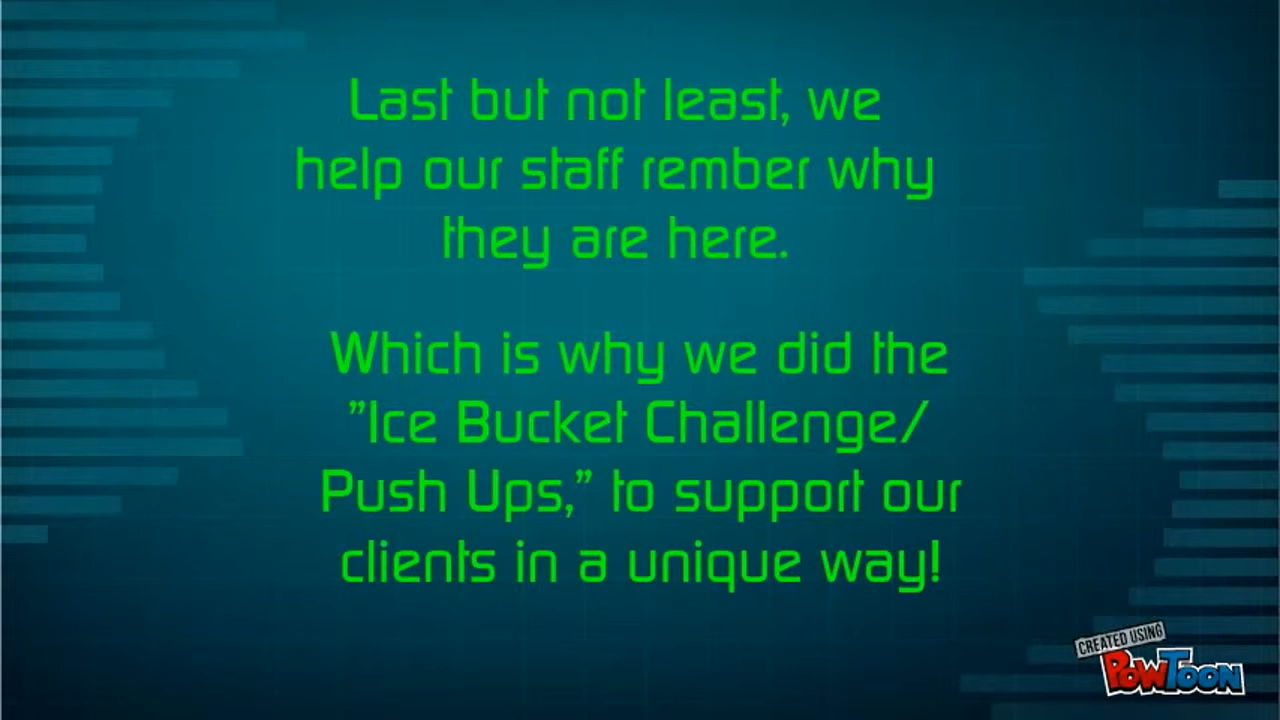 Last but not least, we
help our staff rember why
they are here.
Which is why we did the
”Ice Bucket Challenge/
Push Ups,” to support our
clients in a unique way!
CREATED USING
POWTOON